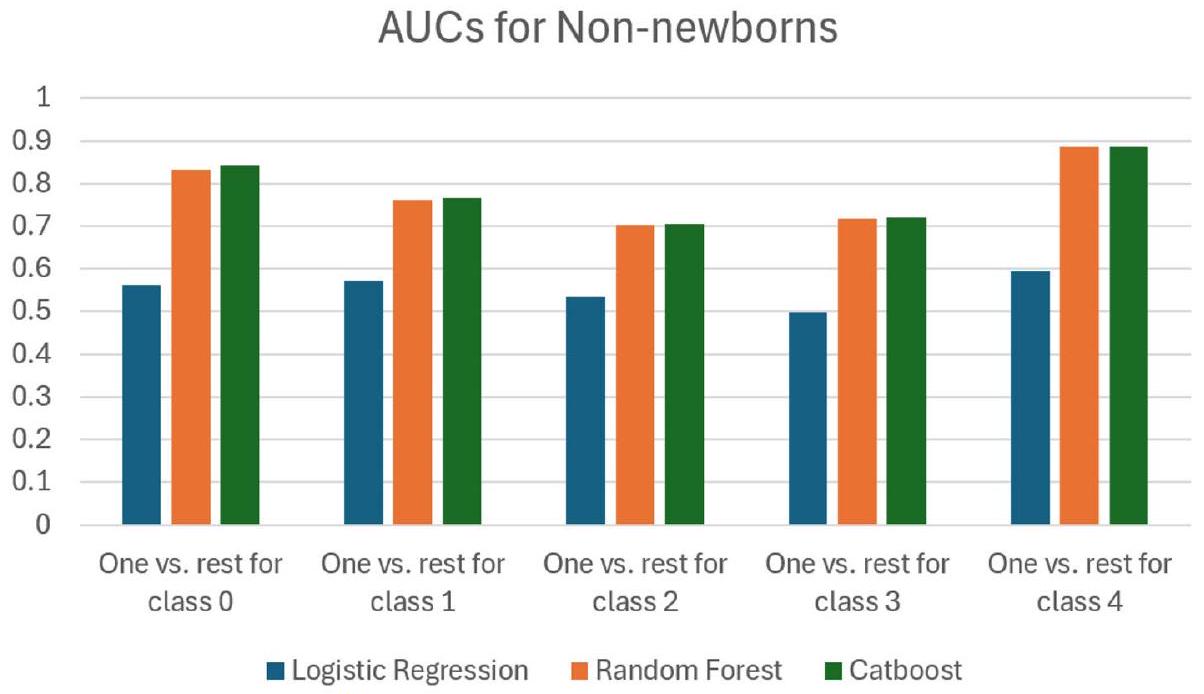 AUCs for Non-newborns
1
0.9
0.8
0.7
0.6
0.5
0.4
0.3
0.2
0.1
0
One vs. rest for class 0
One vs. rest for class 1
One vs. rest for class 2
One vs. rest for class 3
One vs. rest for class 4
Logistic Regression
Random Forest
Catboost